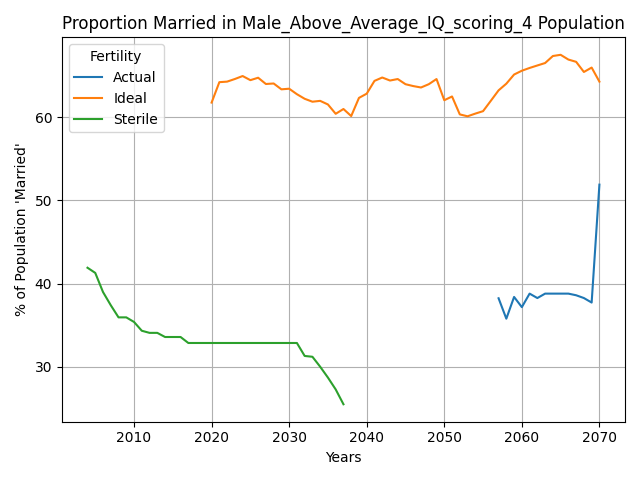 Proportion Married in Male_Above_Average_IQ_scoring_4 Population
Fertility
Actual
Ideal
Sterile
% of Population 'Married'
60
50
40
30
2010 2020 2030 2040 2050 2060 2070
Years